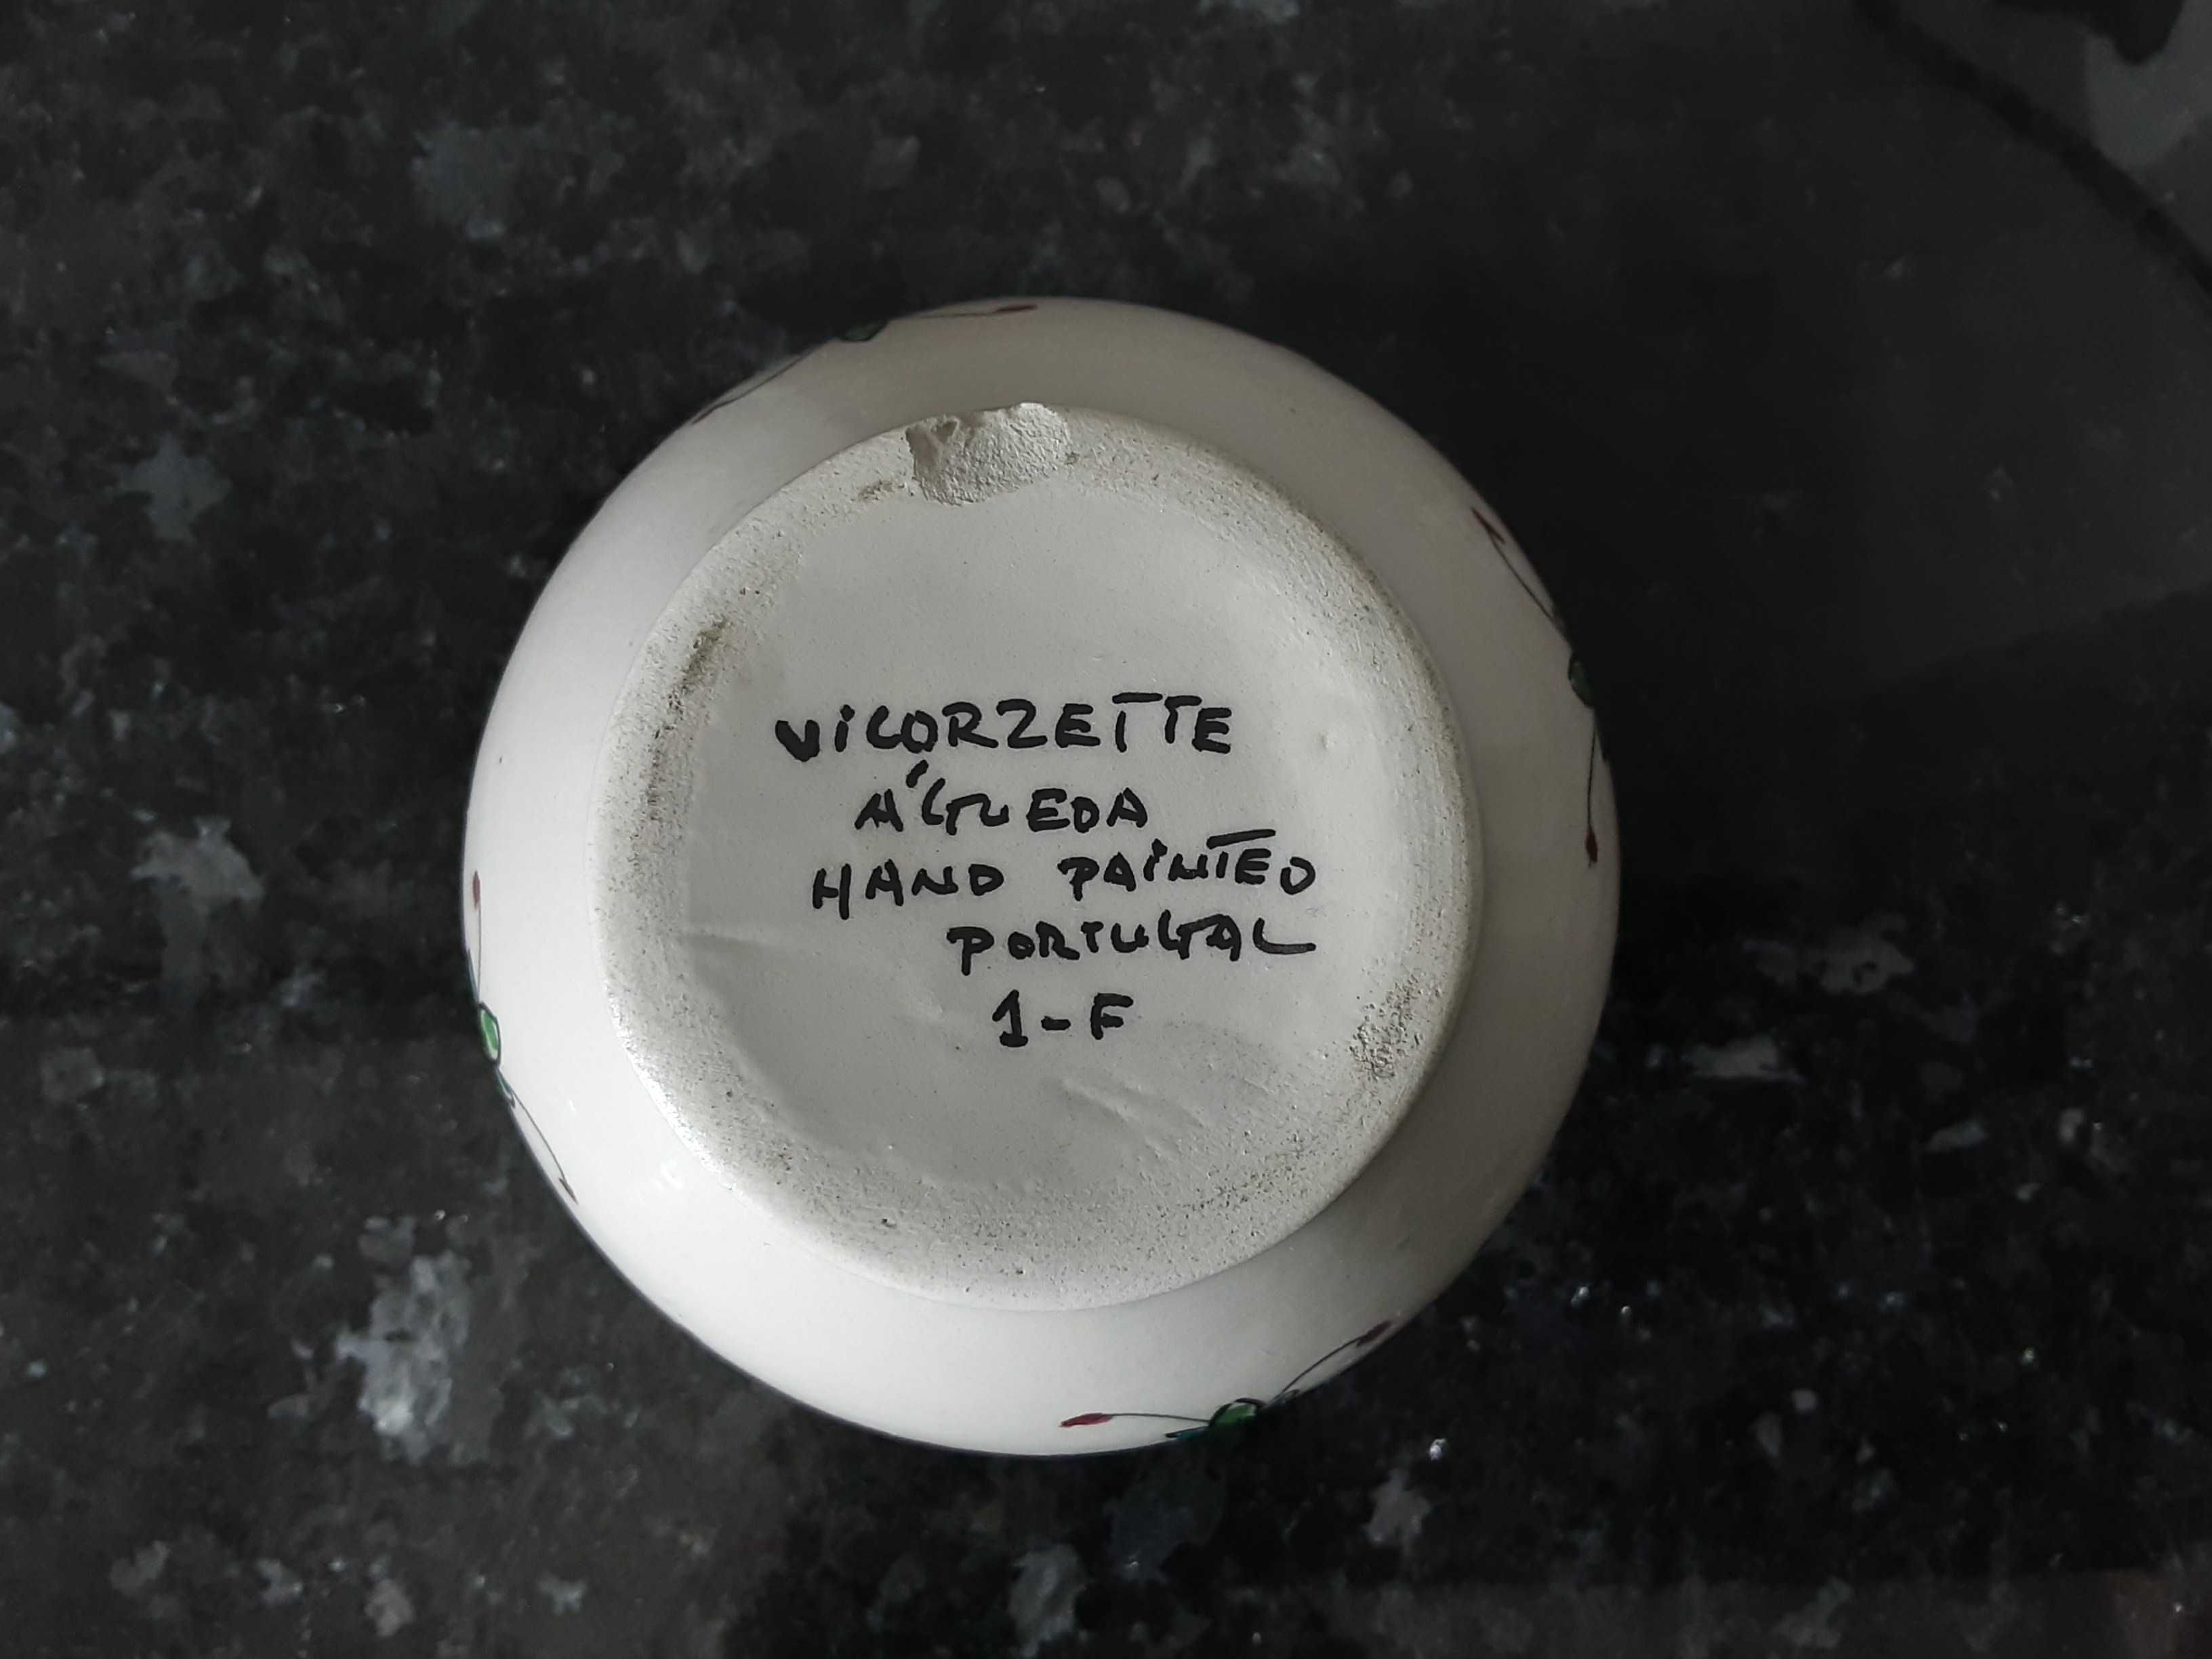 VICORZETTE
ÁGUEDA
HAND PAINTED
PORTUGAL
1-F